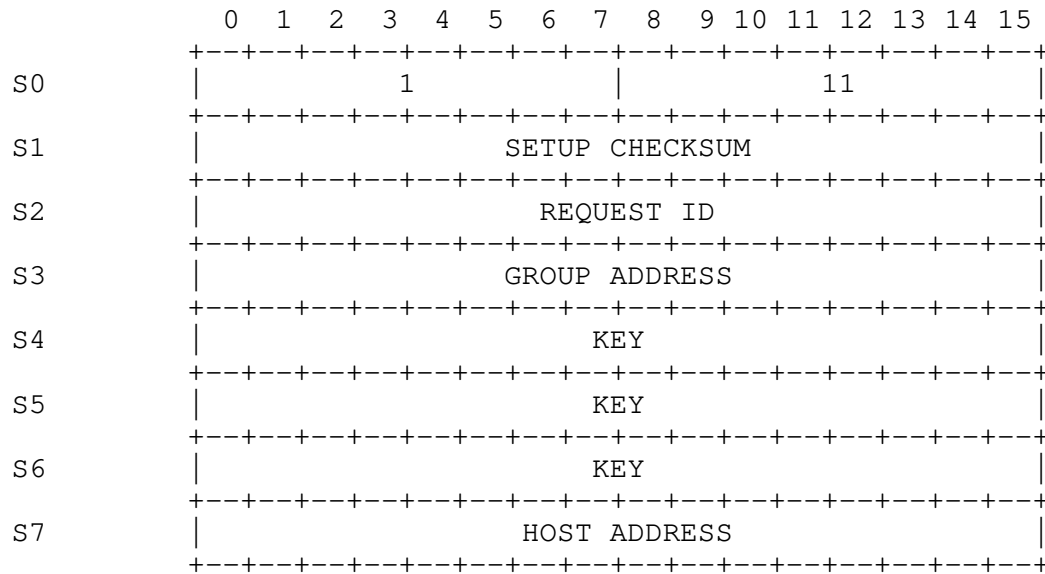 0 1 2 3 4 5 6 7 8 9 10 11 12 13 14 15
+--+--+--+--+--+--+--+--+--+--+--+--+--+--+--+--+
S0 | 1 | 11 |
+--+--+--+--+--+--+--+--+--+--+--+--+--+--+--+--+
S1 | SETUP CHECKSUM |
+--+--+--+--+--+--+--+--+--+--+--+--+--+--+--+--+
S2 | REQUEST ID |
+--+--+--+--+--+--+--+--+--+--+--+--+--+--+--+--+
S3 | GROUP ADDRESS |
+--+--+--+--+--+--+--+--+--+--+--+--+--+--+--+--+
S4 | KEY |
+--+--+--+--+--+--+--+--+--+--+--+--+--+--+--+--+
S5 | KEY |
+--+--+--+--+--+--+--+--+--+--+--+--+--+--+--+--+
S6 | KEY |
+--+--+--+--+--+--+--+--+--+--+--+--+--+--+--+--+
S7 | HOST ADDRESS |
+--+--+--+--+--+--+--+--+--+--+--+--+--+--+--+--+